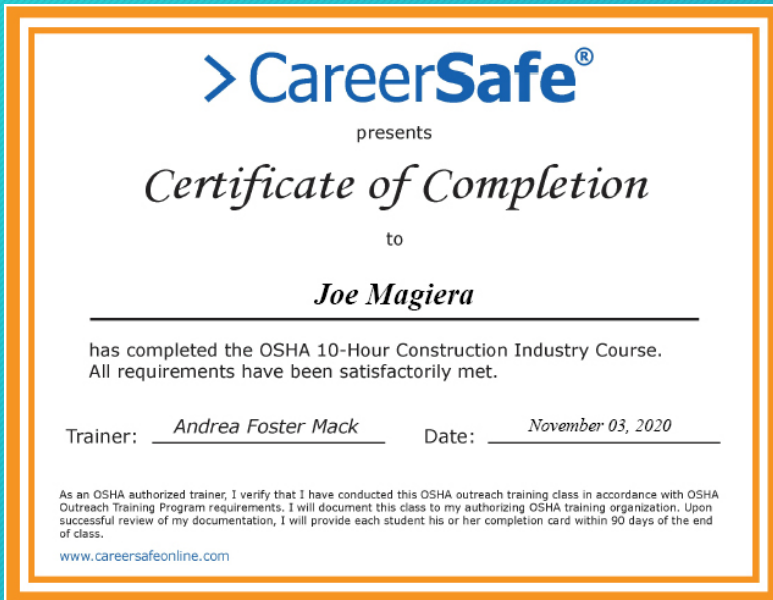 > CareerSafe®
presents
Certificate of Completion
to
Joe Magiera
has completed the OSHA 10-Hour Construction Industry Course.
All requirements have been satisfactorily met.
Trainer: Andrea Foster Mack Date: November 03, 2020
As an OSHA authorized trainer, I verify that I have conducted this OSHA outreach training class in accordance with OSHA
Outreach Training Program requirements. I will document this class to my authorizing OSHA training organization. Upon
successful review of my documentation, I will provide each student his or her completion card within 90 days of the end
of class.
www.careersafeonline.com